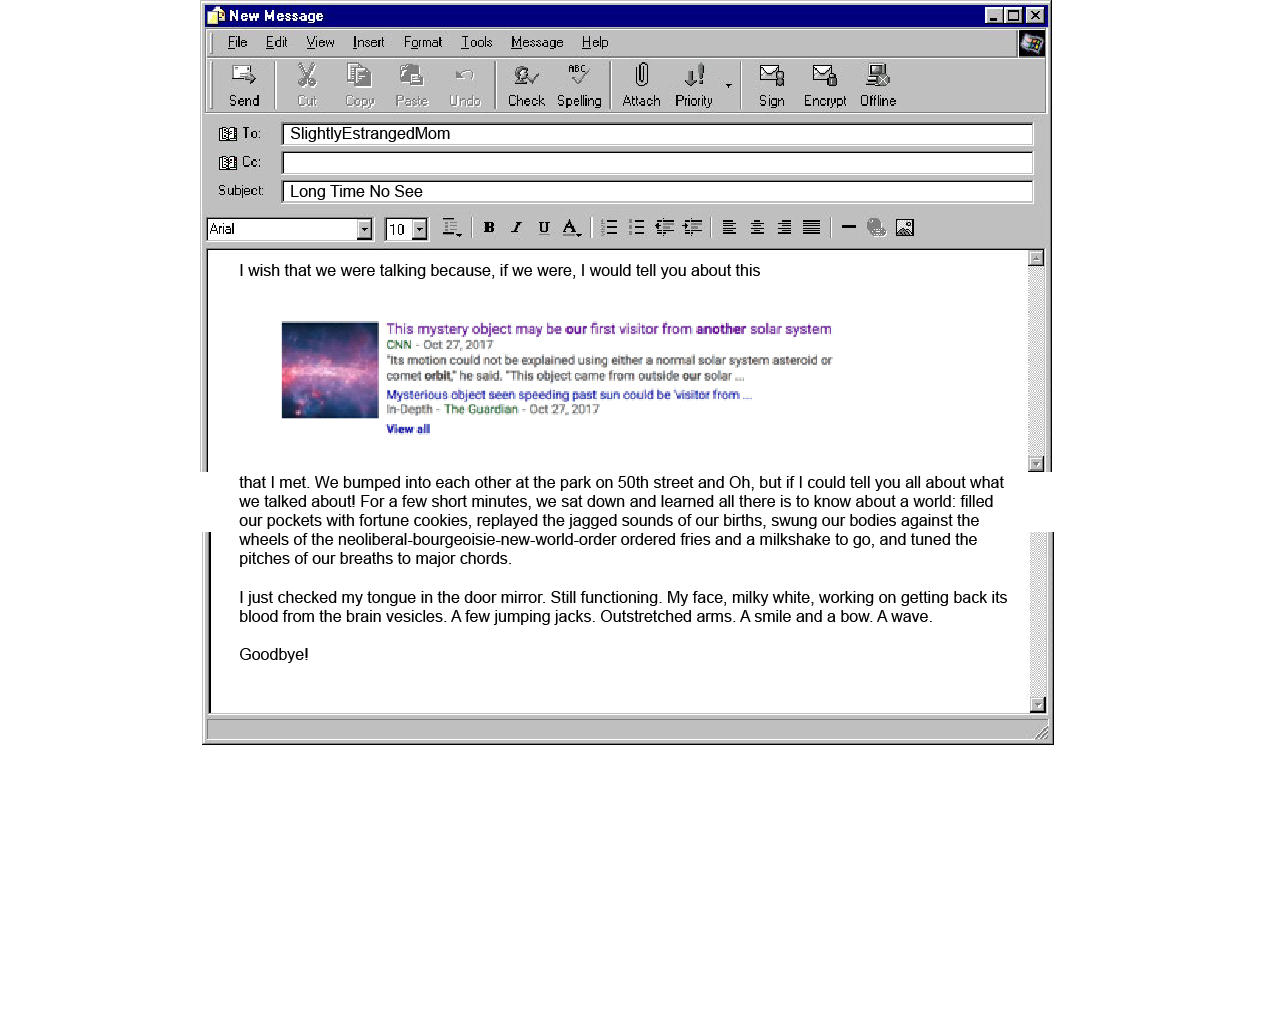 New Message
File Edit View Insert Format Tools Message Help
Send Cut Copy Paste Undo Check Spelling Attach Priority Sign Encrypt Offline
To: SlightlyEstrangedMom
Cc:
Subject: Long Time No See
Arial 10 B I U A
I wish that we were talking because, if we were, I would tell you about this
This mystery object may be our first visitor from another solar system
CNN - Oct 27, 2017
"Its motion could not be explained using either a normal solar system asteroid or
comet orbit," he said. "This object came from outside our solar ...
Mysterious object seen speeding past sun could be 'visitor from ...
In-Depth - The Guardian - Oct 27, 2017
View all
that I met. We bumped into each other at the park on 50th street and Oh, but if I could tell you all about what
we talked about! For a few short minutes, we sat down and learned all there is to know about a world: filled
our pockets with fortune cookies, replayed the jagged sounds of our births, swung our bodies against the
wheels of the neoliberal-bourgeoisie-new-world-order ordered fries and a milkshake to go, and tuned the
pitches of our breaths to major chords.
I just checked my tongue in the door mirror. Still functioning. My face, milky white, working on getting back its
blood from the brain vesicles. A few jumping jacks. Outstretched arms. A smile and a bow. A wave.
Goodbye!